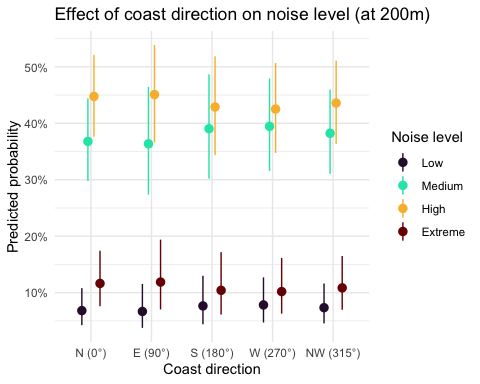 Effect of coast direction on noise level (at 200m)
50%
40%
30%
20%
10%
Predicted probability
N (0°) E (90°) S (180°) W (270°) NW (315°)
Coast direction
Noise level
Low
Medium
High
Extreme